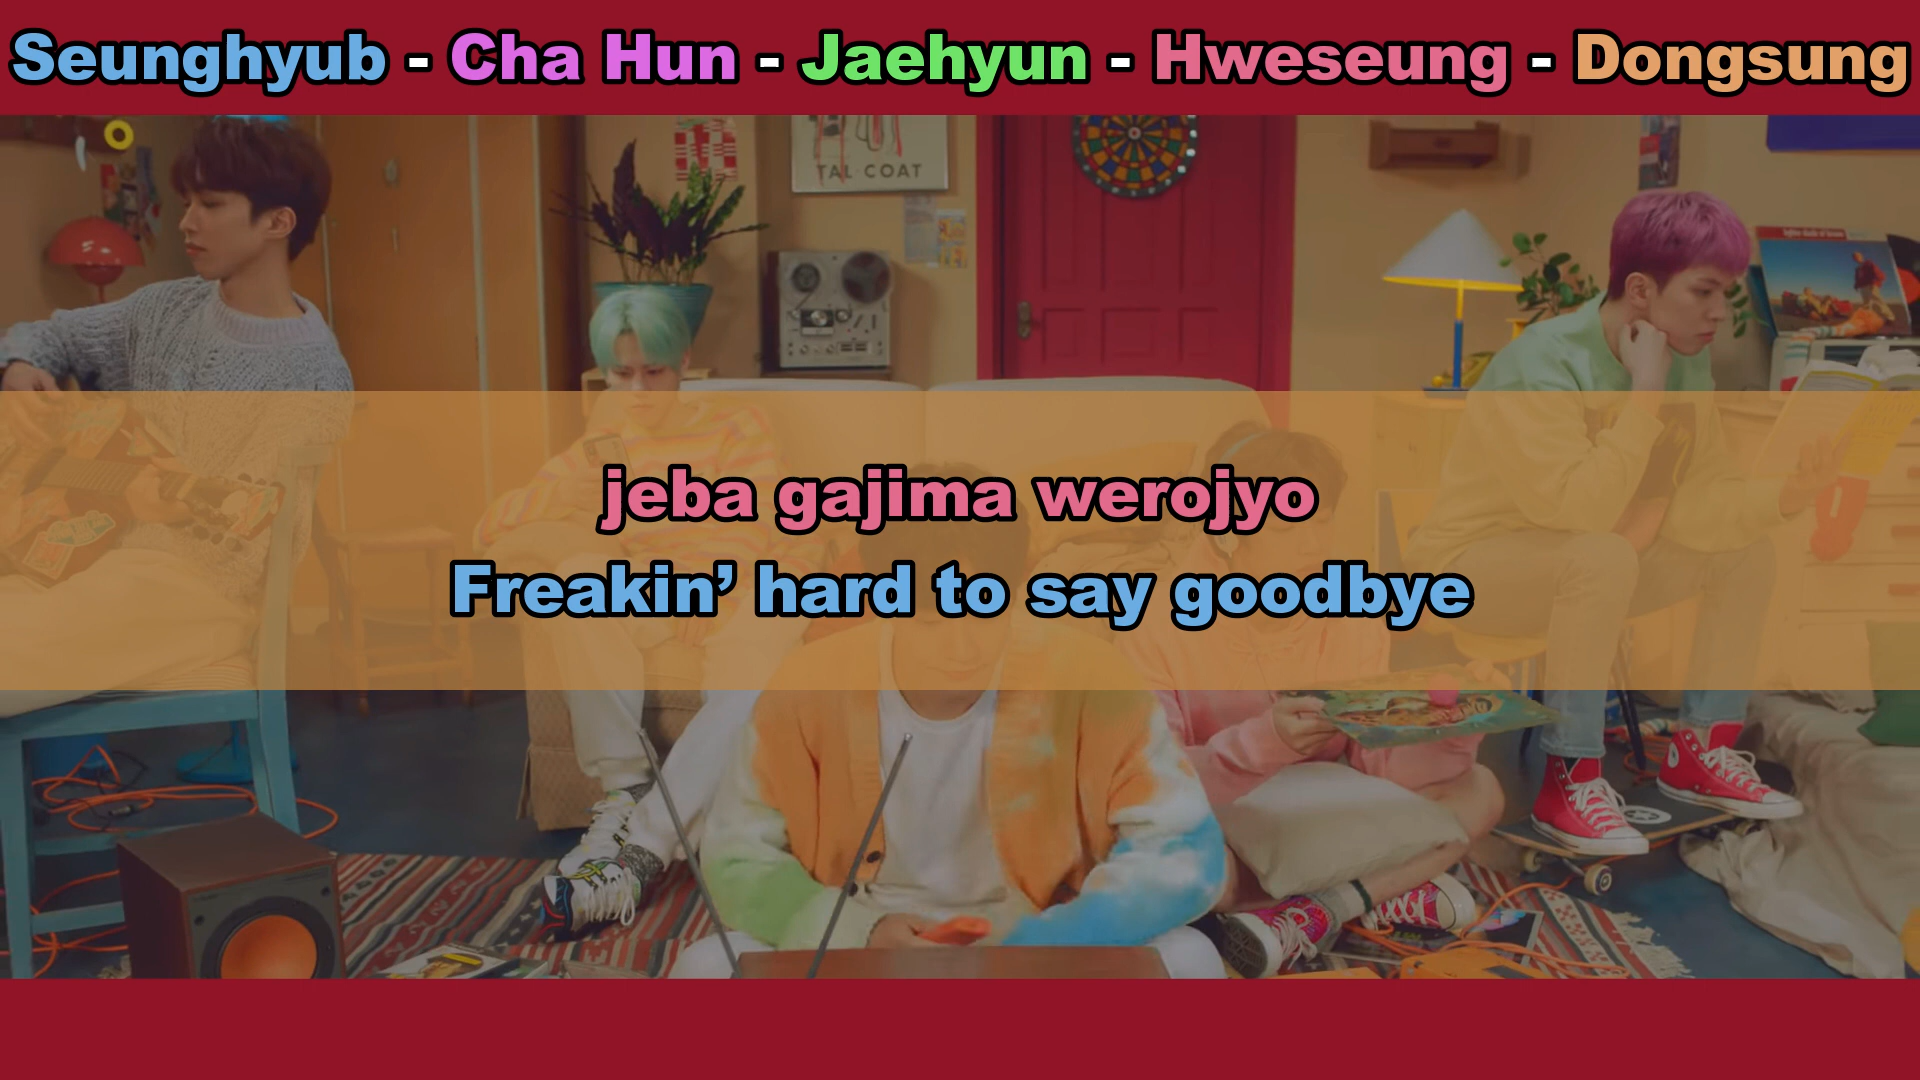 Seunghyub - Cha Hun - Jaehyun - Hweseung - Dongsung
TAL·COAT
jeba gajima werojyo
Freakin’ hard to say goodbye